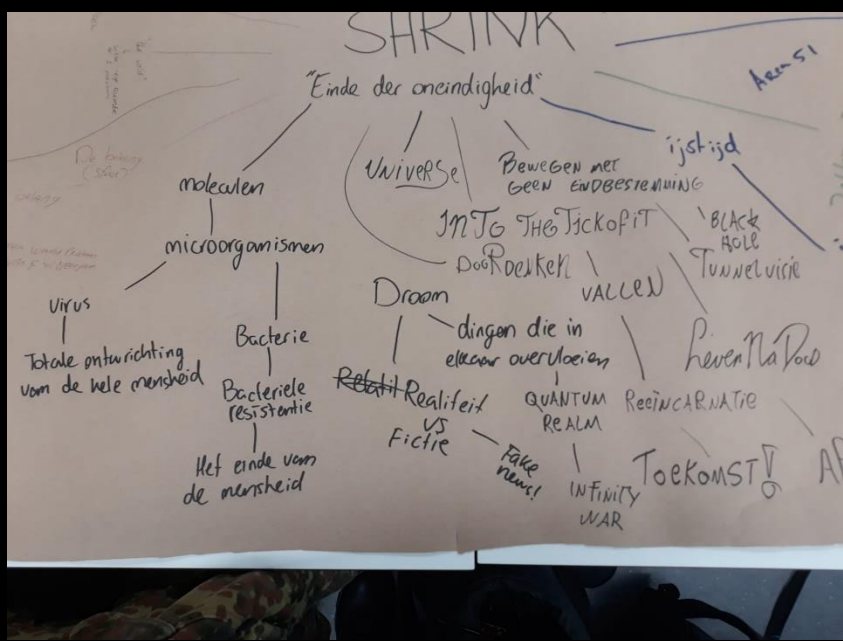 SHRINK
"Einde der oneindigheid"
Area 51
ijstijd
moleculen
UNIVERSE
BEWEGEN MET
GEEN EINDBESTEMMING
microorganismen
INTO THE TICKOFIT
BLACK
HOLE
DOORDENKEN
TUNNELVISIE
VALLEN
virus
Droom
Bacterie
dingen die in
elkaar overvloeien
Leven Na Dood
Totale ontwrichting
van de hele mensheid
Bacteriele
resistentie
Relatit Realiteit
vs
Fictie
QUANTUM
REALM
REEINCARNATIE
Het einde van
de mensheid
Fake
news!
INFINITY
WAR
TOEKOMST!